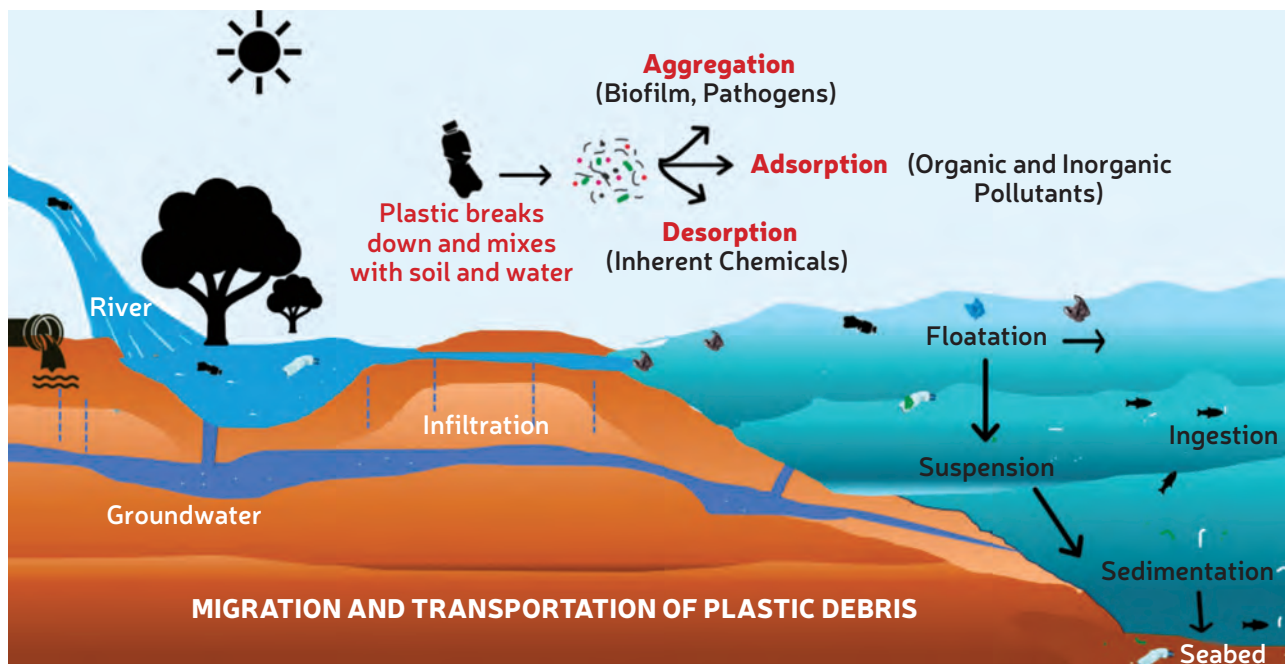 Aggregation
(Biofilm, Pathogens)
Adsorption (Organic and Inorganic
Pollutants)
Plastic breaks
down and mixes
with soil and water
Desorption
(Inherent Chemicals)
River
Floatation
Infiltration
Ingestion
Suspension
Groundwater
Sedimentation
MIGRATION AND TRANSPORTATION OF PLASTIC DEBRIS
Seabed